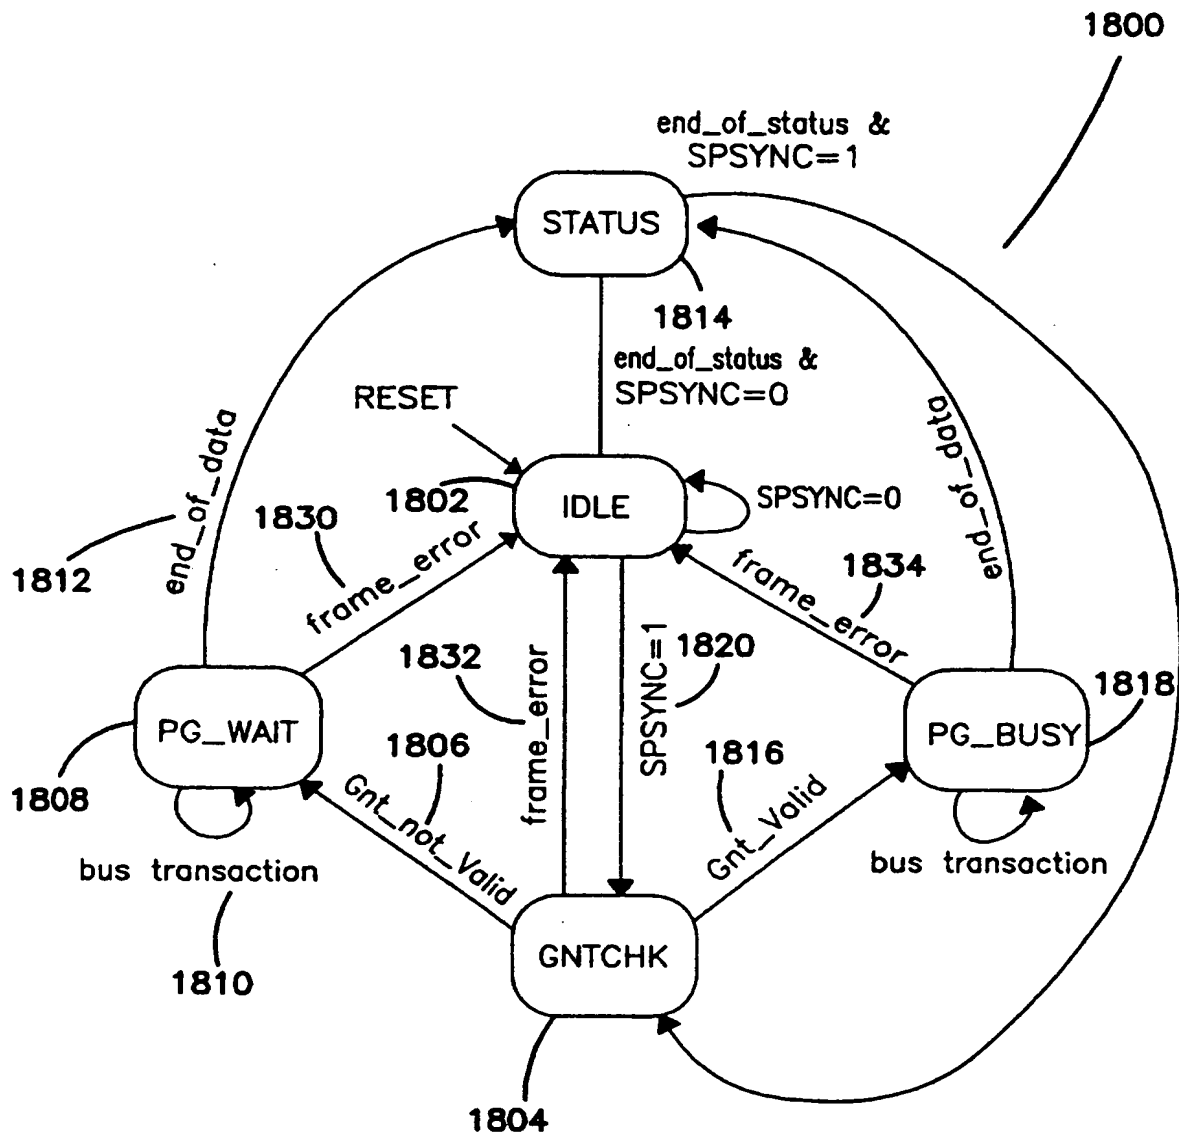 1800
end_of_status &
SPSYNC=1
STATUS
1814
end_of_status &
SPSYNC=0
RESET
end_of_data
end_of_data
1802
IDLE
SPSYNC=0
1830
frame_error
1812
frame_error
1834
1832
frame_error
SPSYNC=1
1820
1818
PG_WAIT
PG_BUSY
1806
1816
1808
Gnt_not_Valid
Gnt_Valid
bus transaction
bus transaction
1810
GNTCHK
1804